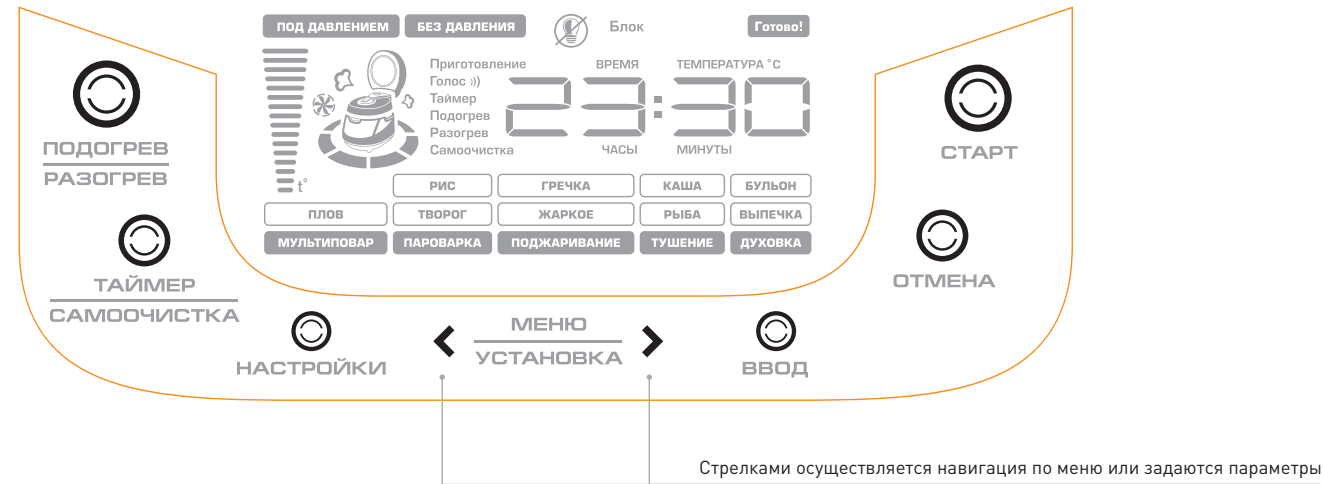 ПОД ДАВЛЕНИЕМ БЕЗ ДАВЛЕНИЯ Блок Готово!
Приготовление ВРЕМЯ ТЕМПЕРАТУРА °C
Голос
Таймер
Подогрев
Разогрев
Самоочистка
23:30
ЧАСЫ МИНУТЫ
t°
РИС ГРЕЧКА КАША БУЛЬОН
ПЛОВ ТВОРОГ ЖАРКОЕ РЫБА ВЫПЕЧКА
МУЛЬТИПОВАР ПАРОВАРКА ПОДЖАРИВАНИЕ ТУШЕНИЕ ДУХОВКА
ПОДОГРЕВ
РАЗОГРЕВ
ТАЙМЕР
САМООЧИСТКА
НАСТРОЙКИ
МЕНЮ
УСТАНОВКА
ВВОД
СТАРТ
ОТМЕНА
Стрелками осуществляется навигация по меню или задаются параметры